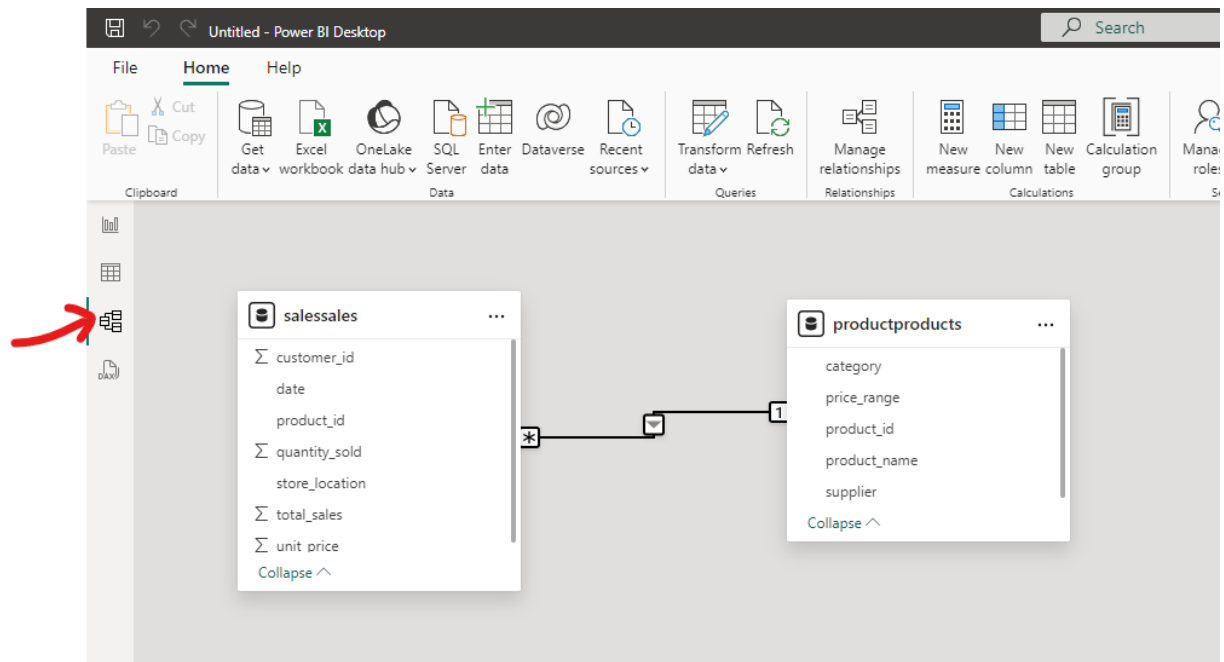 Untitled - Power BI Desktop
Search
File Home Help
Paste
Cut
Copy
Get data
Excel workbook
OneLake data hub
SQL Server
Enter data
Dataverse
Recent sources
Transform data
Refresh
Manage relationships
New measure
New column
New table
Calculation group
Clipboard
Data
Queries
Relationships
Calculations
DAX
salessales
customer_id
date
product_id
quantity_sold
store_location
total_sales
unit price
Collapse
*
1
productproducts
category
price_range
product_id
product_name
supplier
Collapse